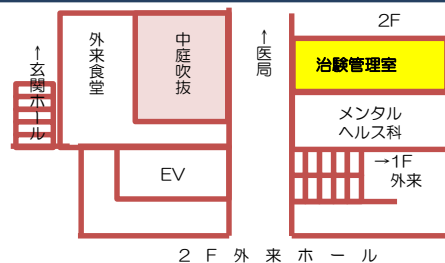 2F
↑玄関ホール
外来食堂
中庭吹抜
↑医局
治験管理室
メンタル
ヘルス科
EV
→1F
外来
２Ｆ外来ホール